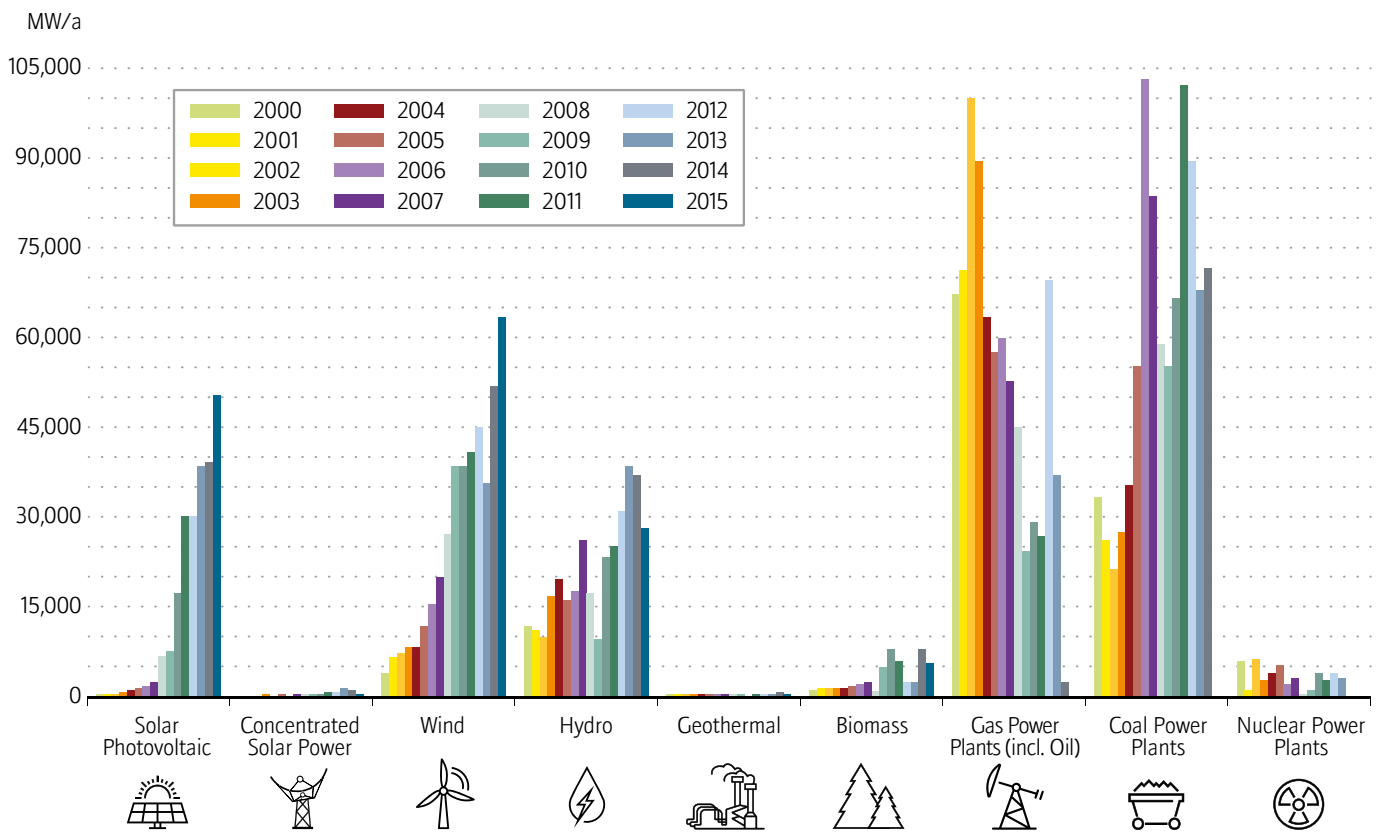 MW/a
105,000
90,000
75,000
60,000
45,000
30,000
15,000
0
2000
2001
2002
2003
2004
2005
2006
2007
2008
2009
2010
2011
2012
2013
2014
2015
Solar
Photovoltaic
Concentrated
Solar Power
Wind
Hydro
Geothermal
Biomass
Gas Power
Plants (incl. Oil)
Coal Power
Plants
Nuclear Power
Plants